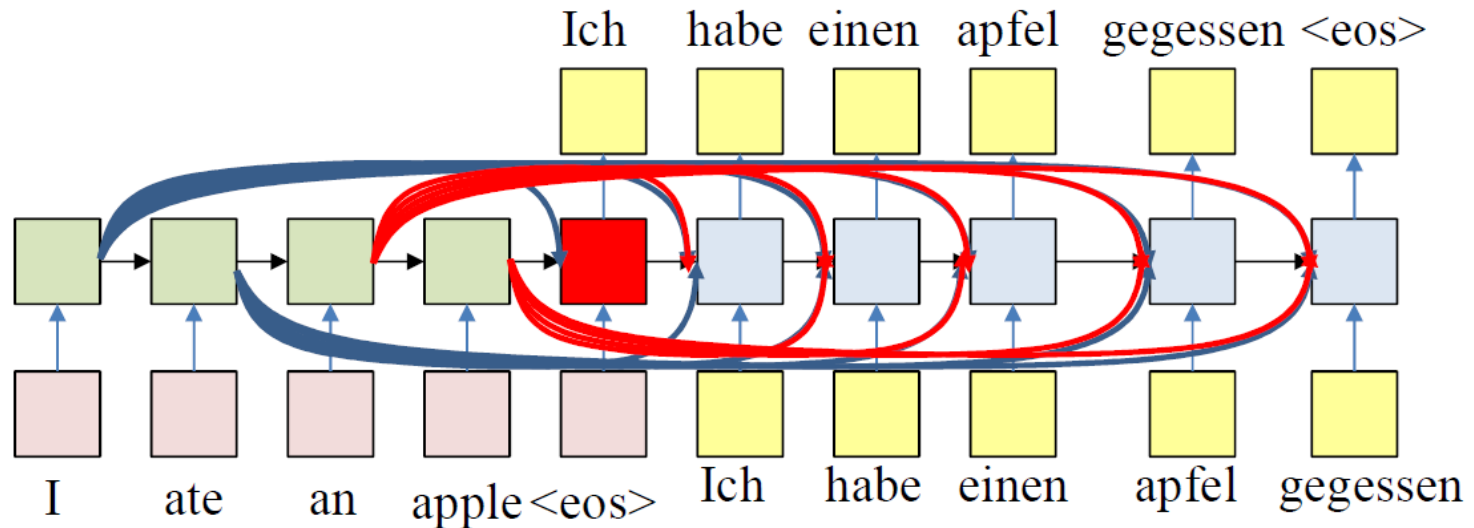 Ich habe einen apfel gegessen <eos>
I ate an apple <eos> Ich habe einen apfel gegessen